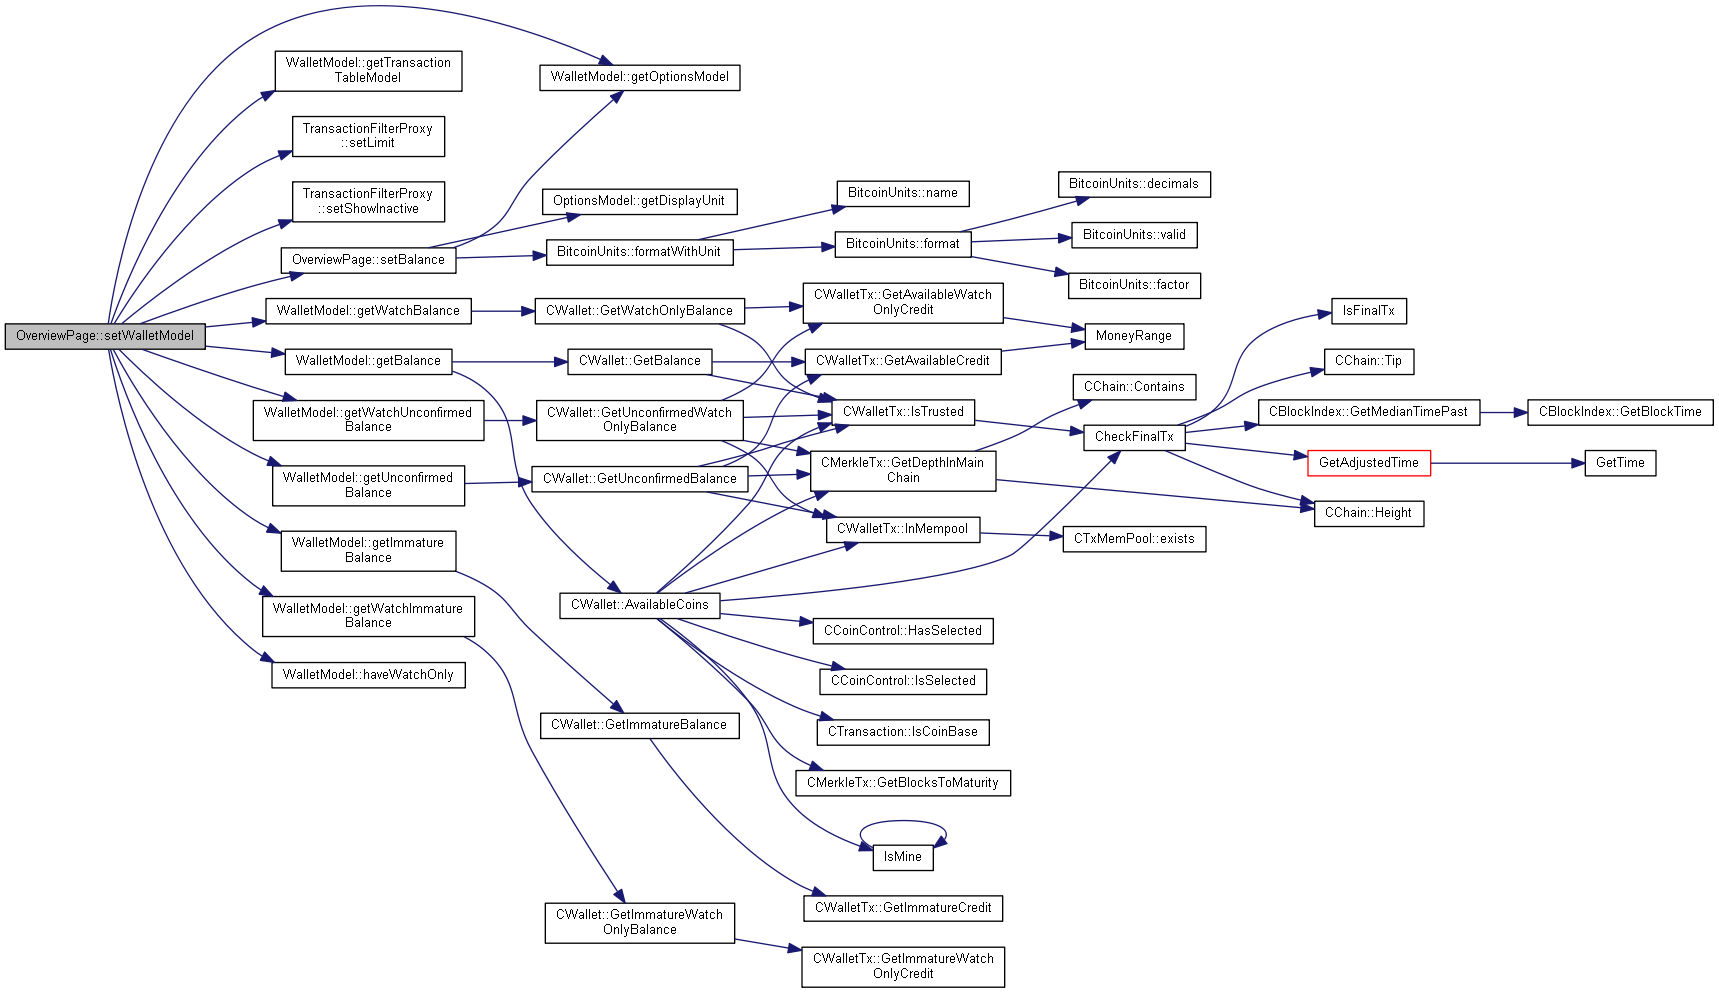 OverviewPage::setWalletModel
WalletModel::getTransaction
TableModel
TransactionFilterProxy
::setLimit
TransactionFilterProxy
::setShowInactive
OverviewPage::setBalance
WalletModel::getWatchBalance
WalletModel::getBalance
WalletModel::getWatchUnconfirmed
Balance
WalletModel::getUnconfirmed
Balance
WalletModel::getImmature
Balance
WalletModel::getWatchImmature
Balance
WalletModel::haveWatchOnly
WalletModel::getOptionsModel
OptionsModel::getDisplayUnit
BitcoinUnits::formatWithUnit
CWallet::GetWatchOnlyBalance
CWallet::GetBalance
CWallet::GetUnconfirmedWatch
OnlyBalance
CWallet::GetUnconfirmedBalance
CWallet::AvailableCoins
CWallet::GetImmatureBalance
CWallet::GetImmatureWatch
OnlyBalance
BitcoinUnits::name
BitcoinUnits::format
CWalletTx::GetAvailableWatch
OnlyCredit
CWalletTx::GetAvailableCredit
CWalletTx::IsTrusted
CMerkleTx::GetDepthInMain
Chain
CWalletTx::InMempool
CCoinControl::HasSelected
CCoinControl::IsSelected
CTransaction::IsCoinBase
CMerkleTx::GetBlocksToMaturity
IsMine
CWalletTx::GetImmatureCredit
CWalletTx::GetImmatureWatch
OnlyCredit
BitcoinUnits::decimals
BitcoinUnits::valid
BitcoinUnits::factor
MoneyRange
CChain::Contains
CheckFinalTx
CTxMemPool::exists
IsFinalTx
CChain::Tip
CBlockIndex::GetMedianTimePast
GetAdjustedTime
CChain::Height
CBlockIndex::GetBlockTime
GetTime